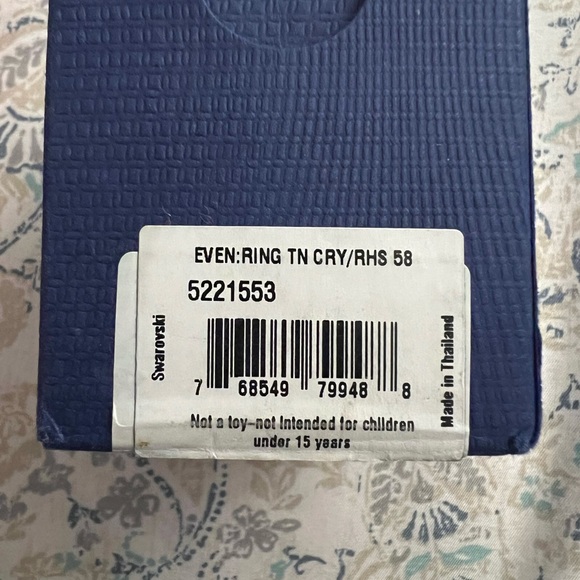 EVEN:RING TN CRY/RHS 58
5221553
Swarovski
7 68549 79948 8
Made in Thailand
Not a toy-not intended for children
under 15 years